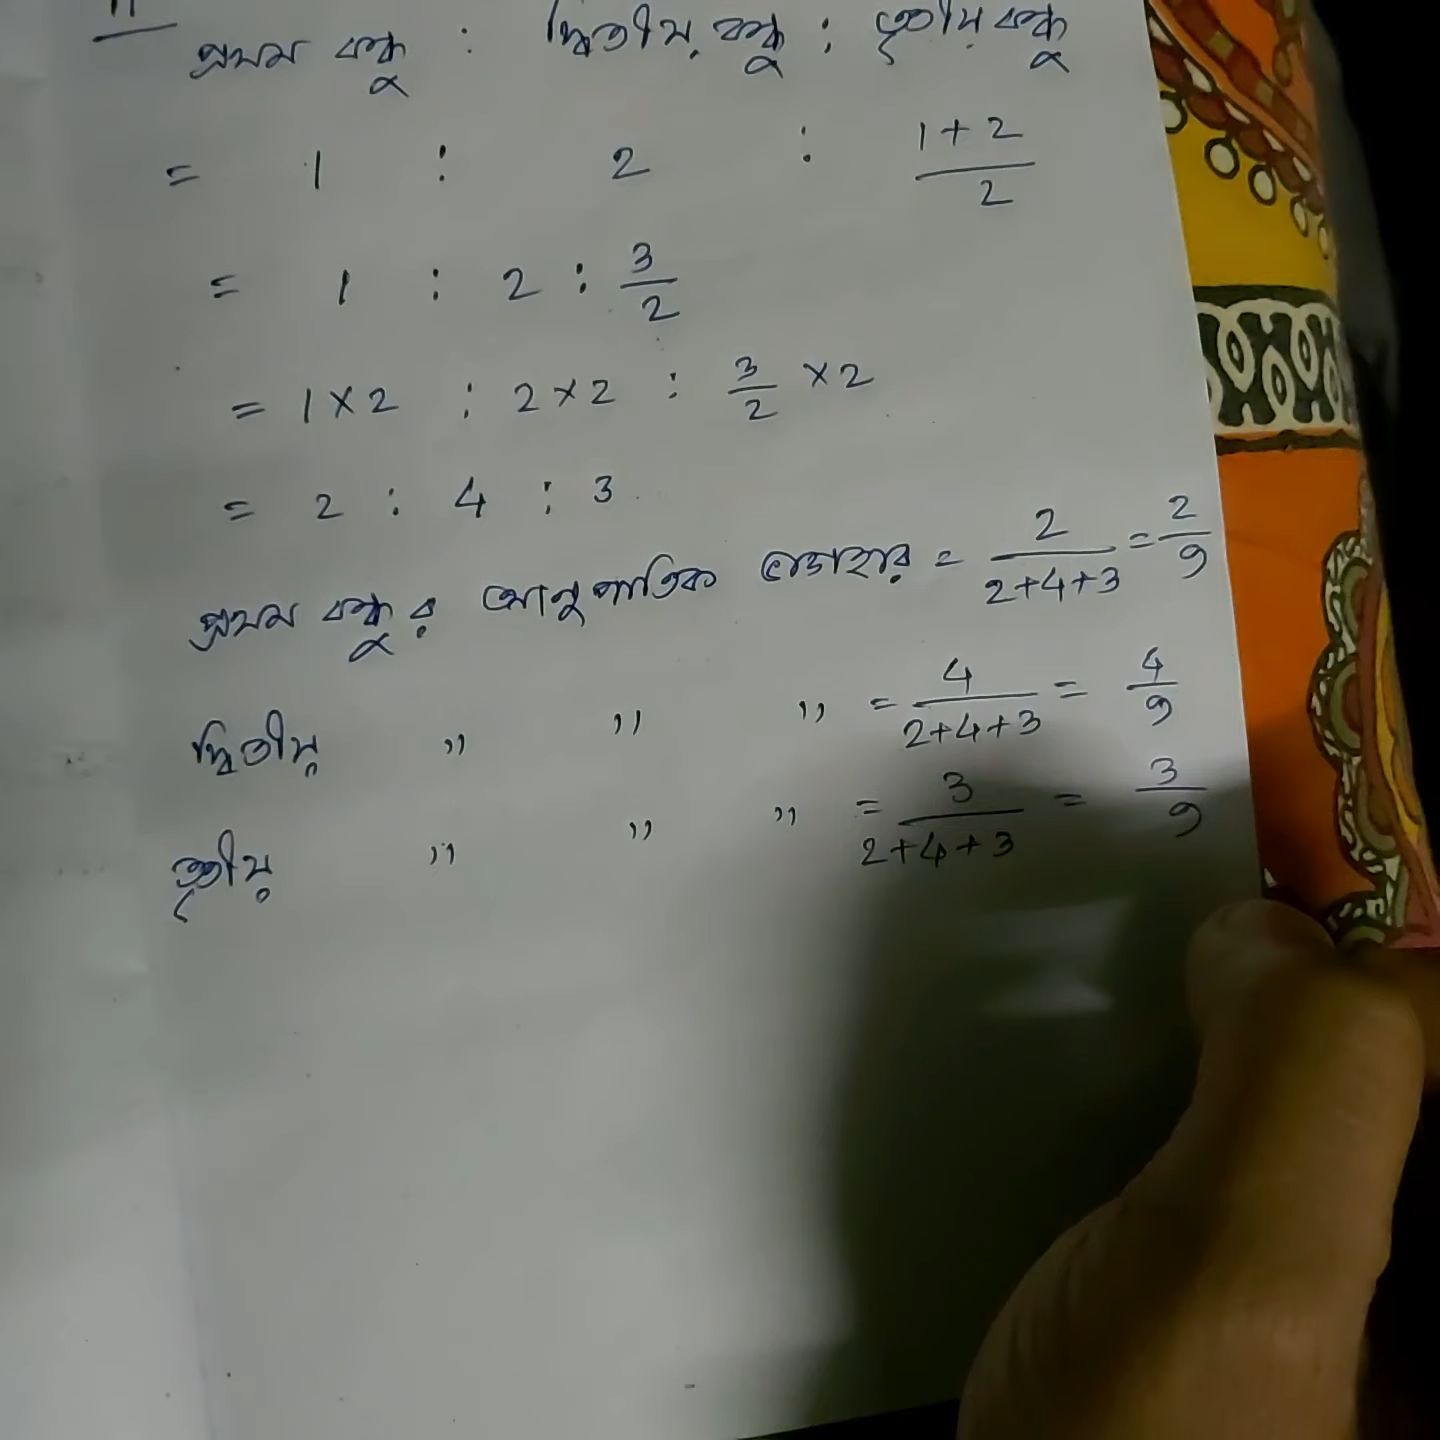 প্রথম বন্ধু : দ্বিতীয় বন্ধু : তৃতীয় বন্ধু
= 1 : 2 : (1+2)/2
= 1 : 2 : 3/2
= 1×2 : 2×2 : 3/2 ×2
= 2 : 4 : 3
প্রথম বন্ধুর আনুপাতিক ভাগহার = 2/(2+4+3) = 2/9
দ্বিতীয় " " " = 4/(2+4+3) = 4/9
তৃতীয় " " " = 3/(2+4+3) = 3/9